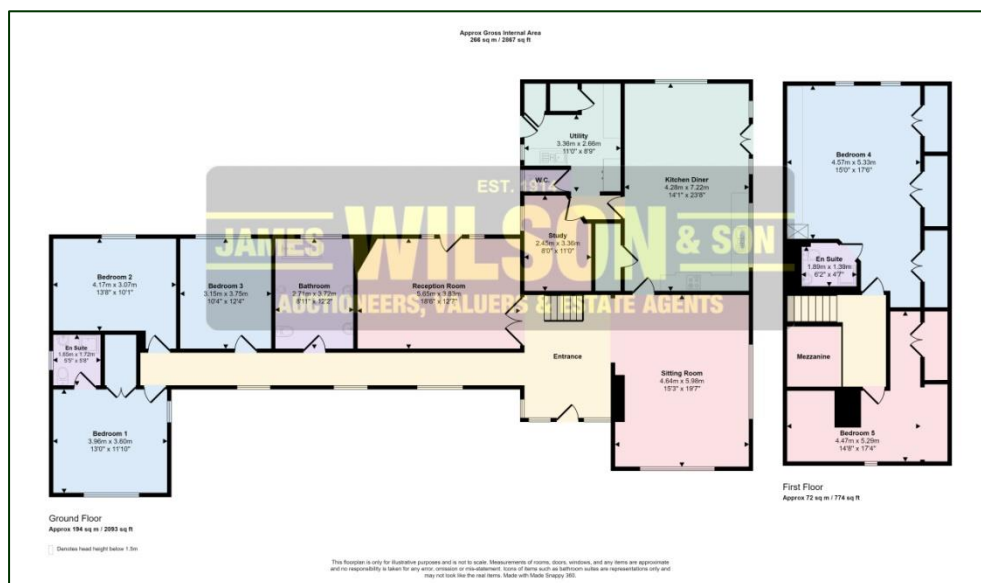 Approx Gross Internal Area
266 sq m / 2867 sq ft
EST. 1914
JAMES WILSON & SON
AUCTIONEERS, VALUERS & ESTATE AGENTS
Utility
3.36m x 2.66m
11'0" x 8'9"
W.C.
Kitchen Diner
4.28m x 7.22m
14'1" x 23'8"
Study
2.45m x 3.36m
8'0" x 11'0"
Bedroom 2
4.17m x 3.07m
13'8" x 10'1"
Bedroom 3
3.15m x 3.75m
10'4" x 12'4"
Bathroom
2.71m x 3.72m
8'11" x 12'2"
Reception Room
5.65m x 3.83m
18'6" x 12'7"
En Suite
1.65m x 1.72m
5'5" x 5'8"
Entrance
Sitting Room
4.64m x 5.98m
15'3" x 19'7"
Bedroom 1
3.96m x 3.60m
13'0" x 11'10"
Ground Floor
Approx 194 sq m / 2093 sq ft
Denotes head height below 1.5m
Bedroom 4
4.57m x 5.33m
15'0" x 17'6"
En Suite
1.89m x 1.39m
6'2" x 4'7"
Mezzanine
Bedroom 5
4.47m x 5.29m
14'8" x 17'4"
First Floor
Approx 72 sq m / 774 sq ft
This floorplan is only for illustrative purposes and is not to scale. Measurements of rooms, doors, windows, and any items are approximate
and no responsibility is taken for any error, omission or mis-statement. Icons of items such as bathroom suites are representations only and
may not look like the real items. Made with Made Snappy 360.